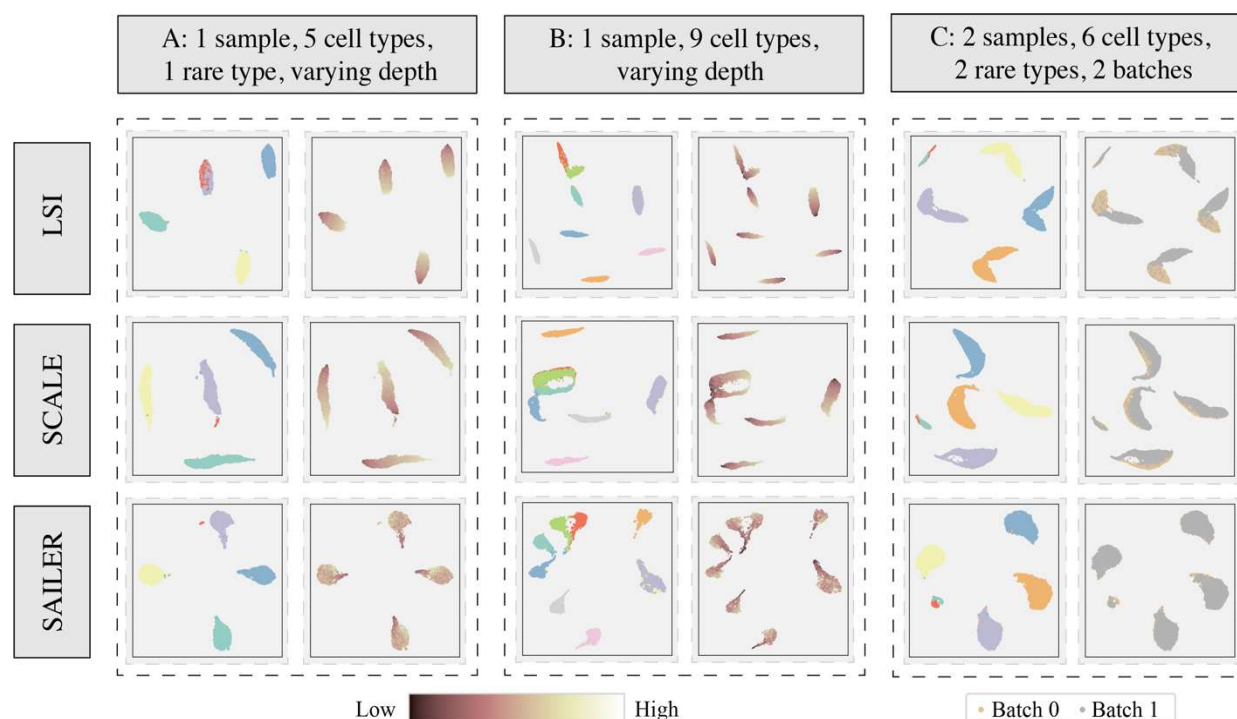 A: 1 sample, 5 cell types,
1 rare type, varying depth
B: 1 sample, 9 cell types,
varying depth
C: 2 samples, 6 cell types,
2 rare types, 2 batches
LSI
SCALE
SAILER
Low
High
Batch 0
Batch 1